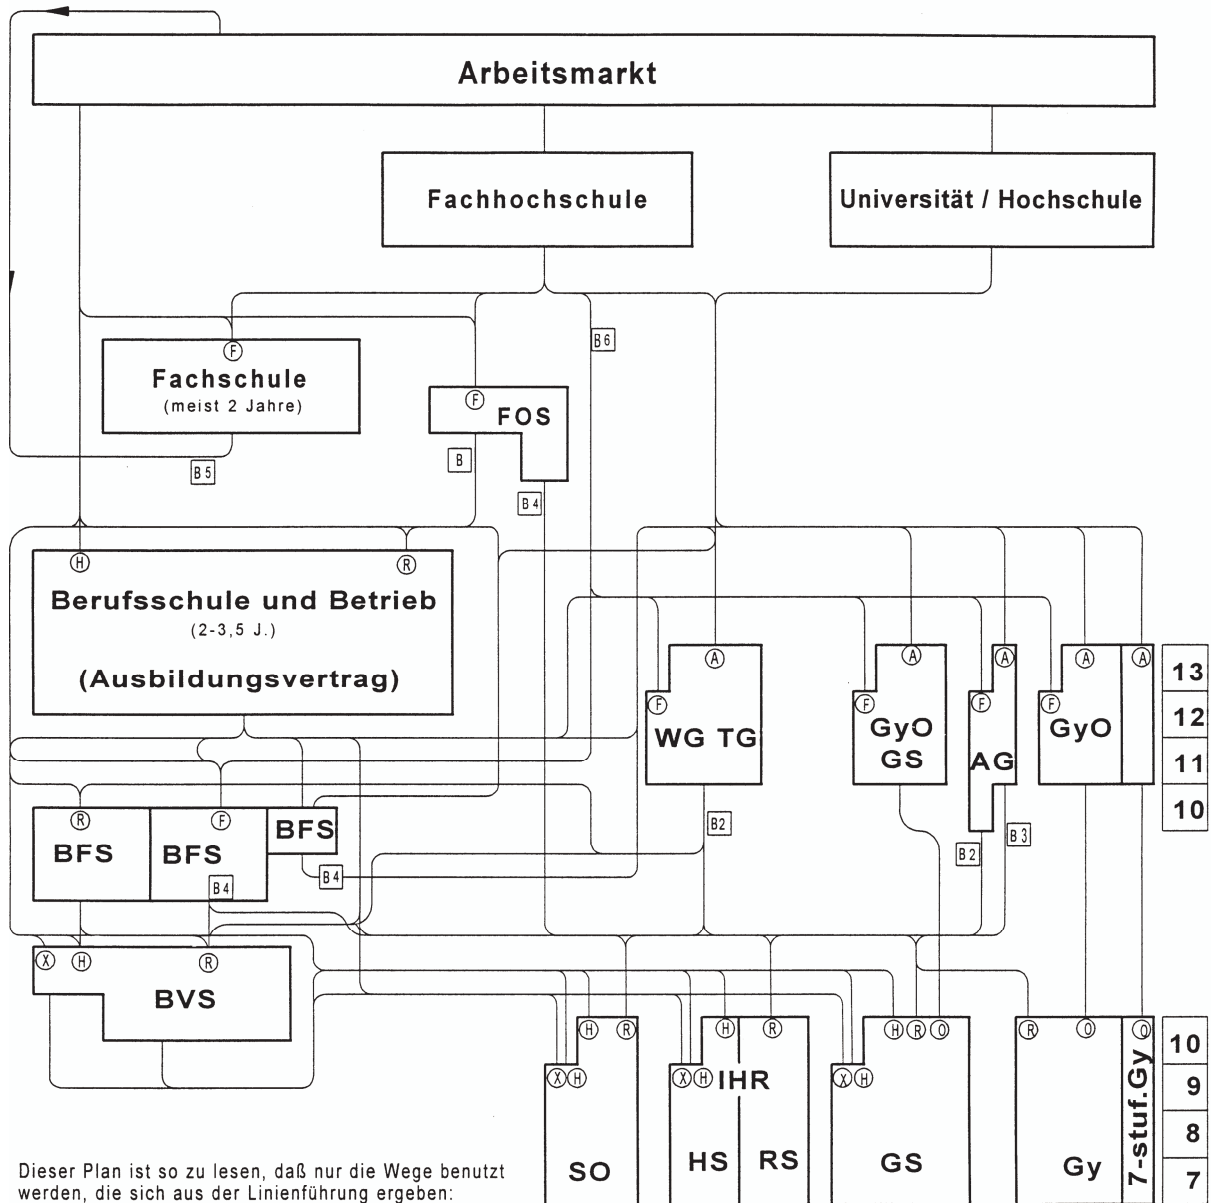 Arbeitsmarkt
Fachhochschule
Universität / Hochschule
B6
F
Fachschule
(meist 2 Jahre)
F
FOS
B5
B
B4
H
R
Berufsschule und Betrieb
(2-3,5 J.)
(Ausbildungsvertrag)
A
F
WG TG
A
F
GyO
GS
A
F
AG
A
F
GyO
A
13
12
11
10
R
BFS
F
BFS
B4
BFS
B4
B2
B2
B3
X
H
R
BVS
H
R
X
H
SO
H
R
X
H
IHR
HS
RS
H
R
O
X
H
GS
R
O
Gy
O
7-stuf.Gy
10
9
8
7
Dieser Plan ist so zu lesen, daß nur die Wege benutzt
werden, die sich aus der Linienführung ergeben: